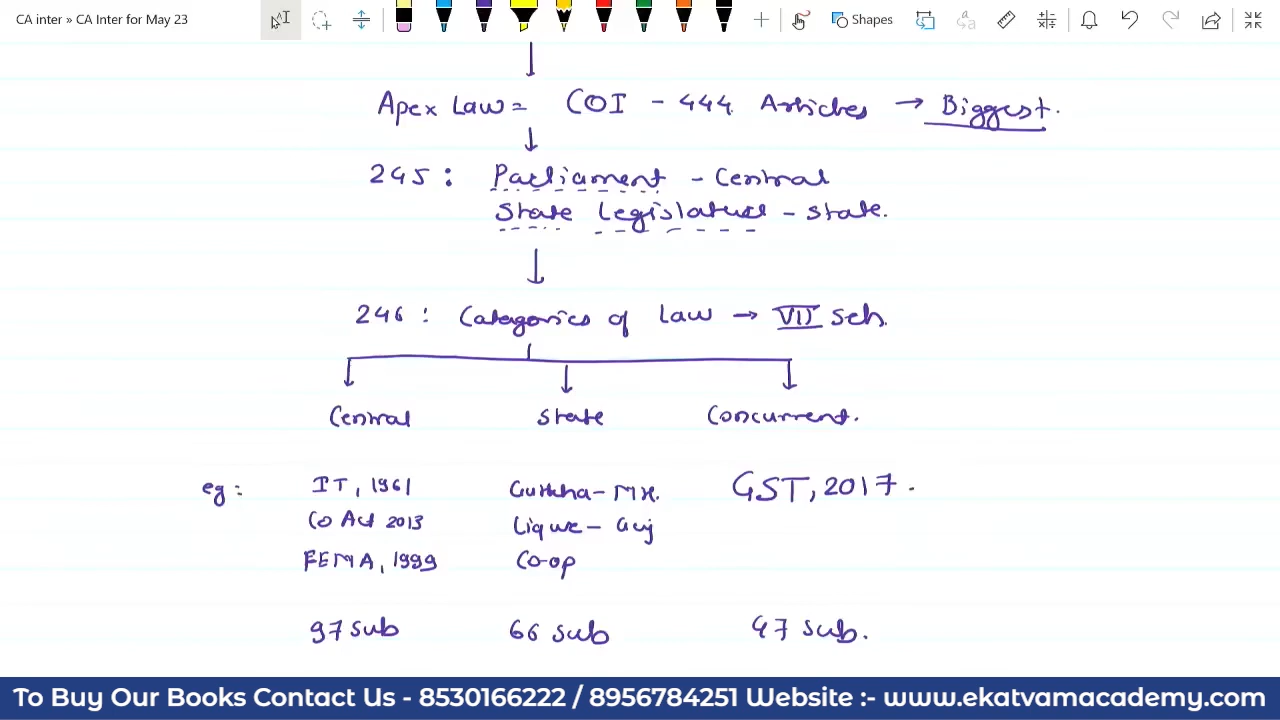 CA inter » CA Inter for May 23
Shapes
Apex Law = COI - 444 Articles → Biggest.
245 : Parliament - Central
State Legislature - State.
246 : Categories of Law → VII Sch.
Central State Concurrent.
eg : IT, 1961 Gutkha - MH. GST, 2017.
Co Act 2013 Lique - Guj
FEMA, 1999 Co-op
97 Sub 66 Sub 47 Sub.
To Buy Our Books Contact Us - 8530166222 / 8956784251 Website :- www.ekatvamacademy.com